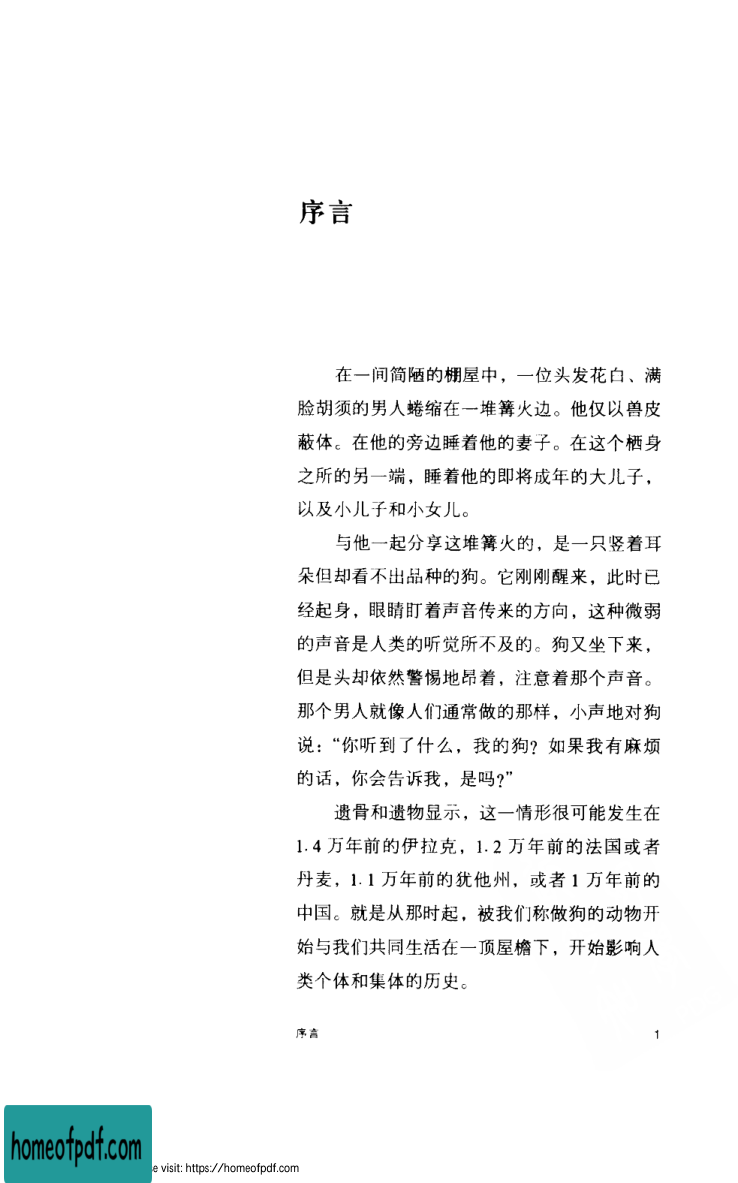 序言
在一间简陋的棚屋中，一位头发花白、满
脸胡须的男人蜷缩在一堆篝火边。他仅以兽皮
蔽体。在他的旁边睡着他的妻子。在这个栖身
之所的另一端，睡着他的即将成年的大儿子，
以及小儿子和小女儿。
与他一起分享这堆篝火的，是一只竖着耳
朵但却看不出品种的狗。它刚刚醒来，此时已
经起身，眼睛盯着声音传来的方向，这种微弱
的声音是人类的听觉所不及的。狗又坐下来，
但是头却依然警惕地昂着，注意着那个声音。
那个男人就像人们通常做的那样，小声地对狗
说：“你听到了什么，我的狗？如果我有麻烦
的话，你会告诉我，是吗？”
遗骨和遗物显示，这一情形很可能发生在
1.4 万年前的伊拉克，1.2 万年前的法国或者
丹麦，1.1 万年前的犹他州，或者 1 万年前的
中国。就是从那时起，被我们称做狗的动物开
始与我们共同生活在一顶屋檐下，开始影响人
类个体和集体的历史。
序言 1
homeofpdf.com
e visit: https://homeofpdf.com